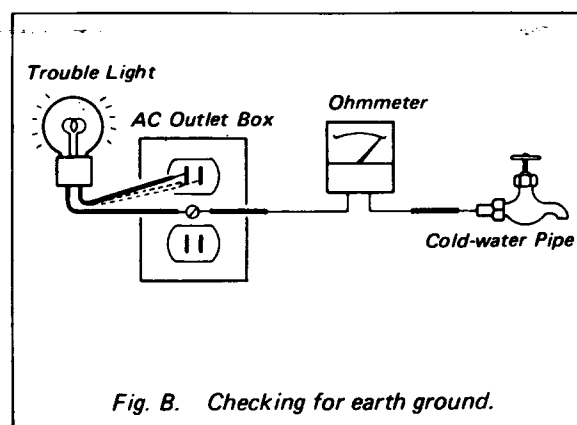 Trouble Light
AC Outlet Box
Ohmmeter
Cold-water Pipe
Fig. B. Checking for earth ground.